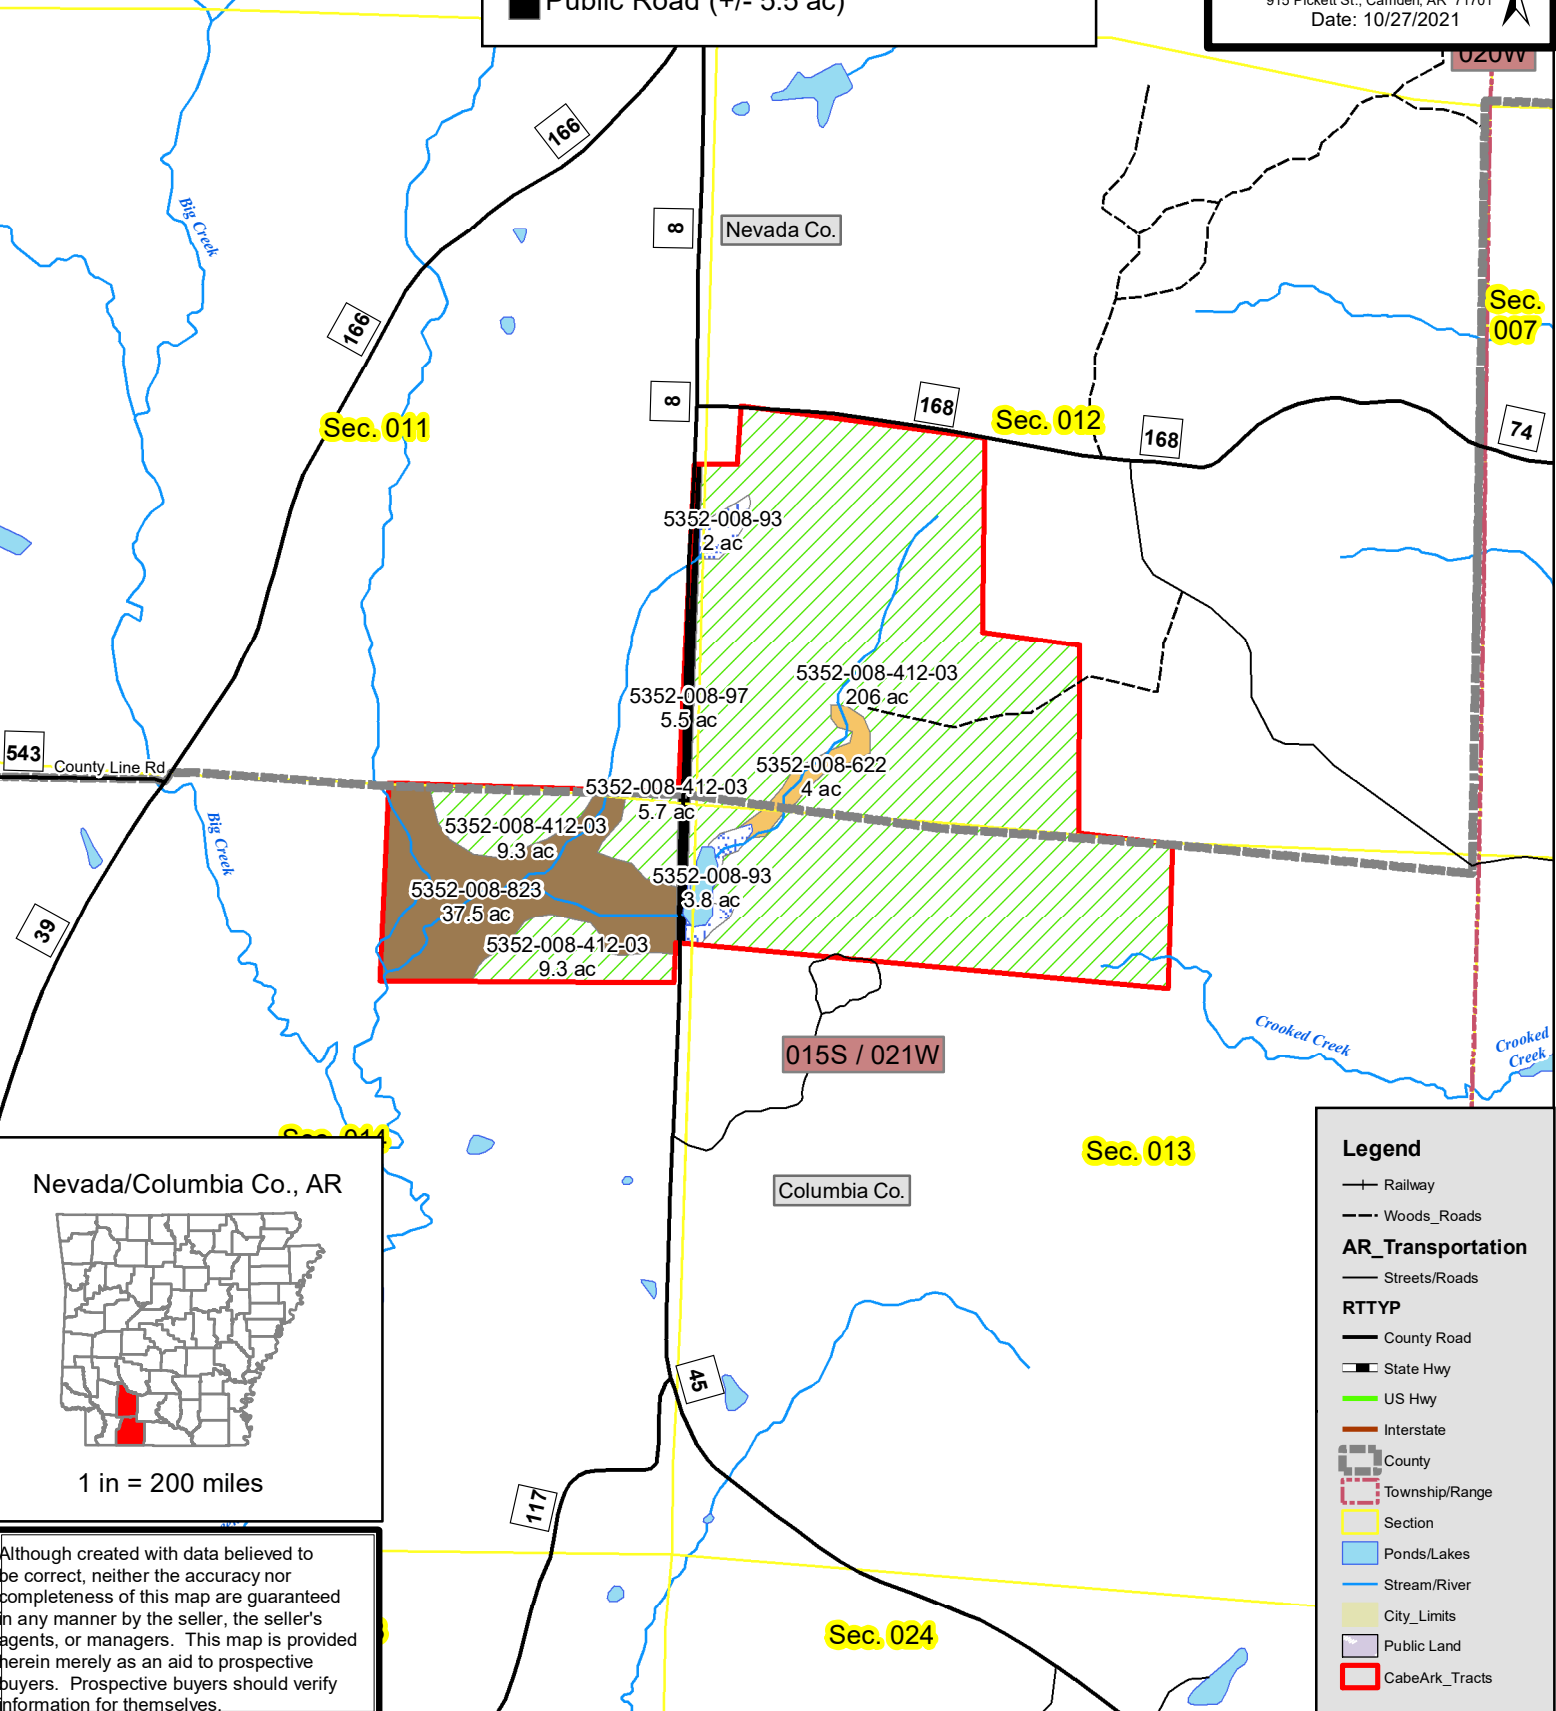 Public Road (+/- 5.5 ac)
915 Pickett St., Camden, AR 71701
Date: 10/27/2021
020W
166
Big Creek
8
Nevada Co.
Sec.
007
166
8
168
Sec. 011
Sec. 012
168
74
5352-008-93
2 ac
5352-008-412-03
206 ac
5352-008-97
5.5 ac
543
County Line Rd
5352-008-622
4 ac
5352-008-412-03
5.7 ac
5352-008-412-03
9.3 ac
Big Creek
5352-008-93
3.8 ac
5352-008-823
37.5 ac
39
5352-008-412-03
9.3 ac
Crooked Creek
Crooked
Creek
015S / 021W
Sec. 014
Sec. 013
Columbia Co.
Nevada/Columbia Co., AR
1 in = 200 miles
45
117
Sec. 024
Legend
Railway
Woods_Roads
AR_Transportation
Streets/Roads
RTTYP
County Road
State Hwy
US Hwy
Interstate
County
Township/Range
Section
Ponds/Lakes
Stream/River
City_Limits
Public Land
CabeArk_Tracts
Although created with data believed to
be correct, neither the accuracy nor
completeness of this map are guaranteed
in any manner by the seller, the seller's
agents, or managers. This map is provided
herein merely as an aid to prospective
buyers. Prospective buyers should verify
information for themselves.